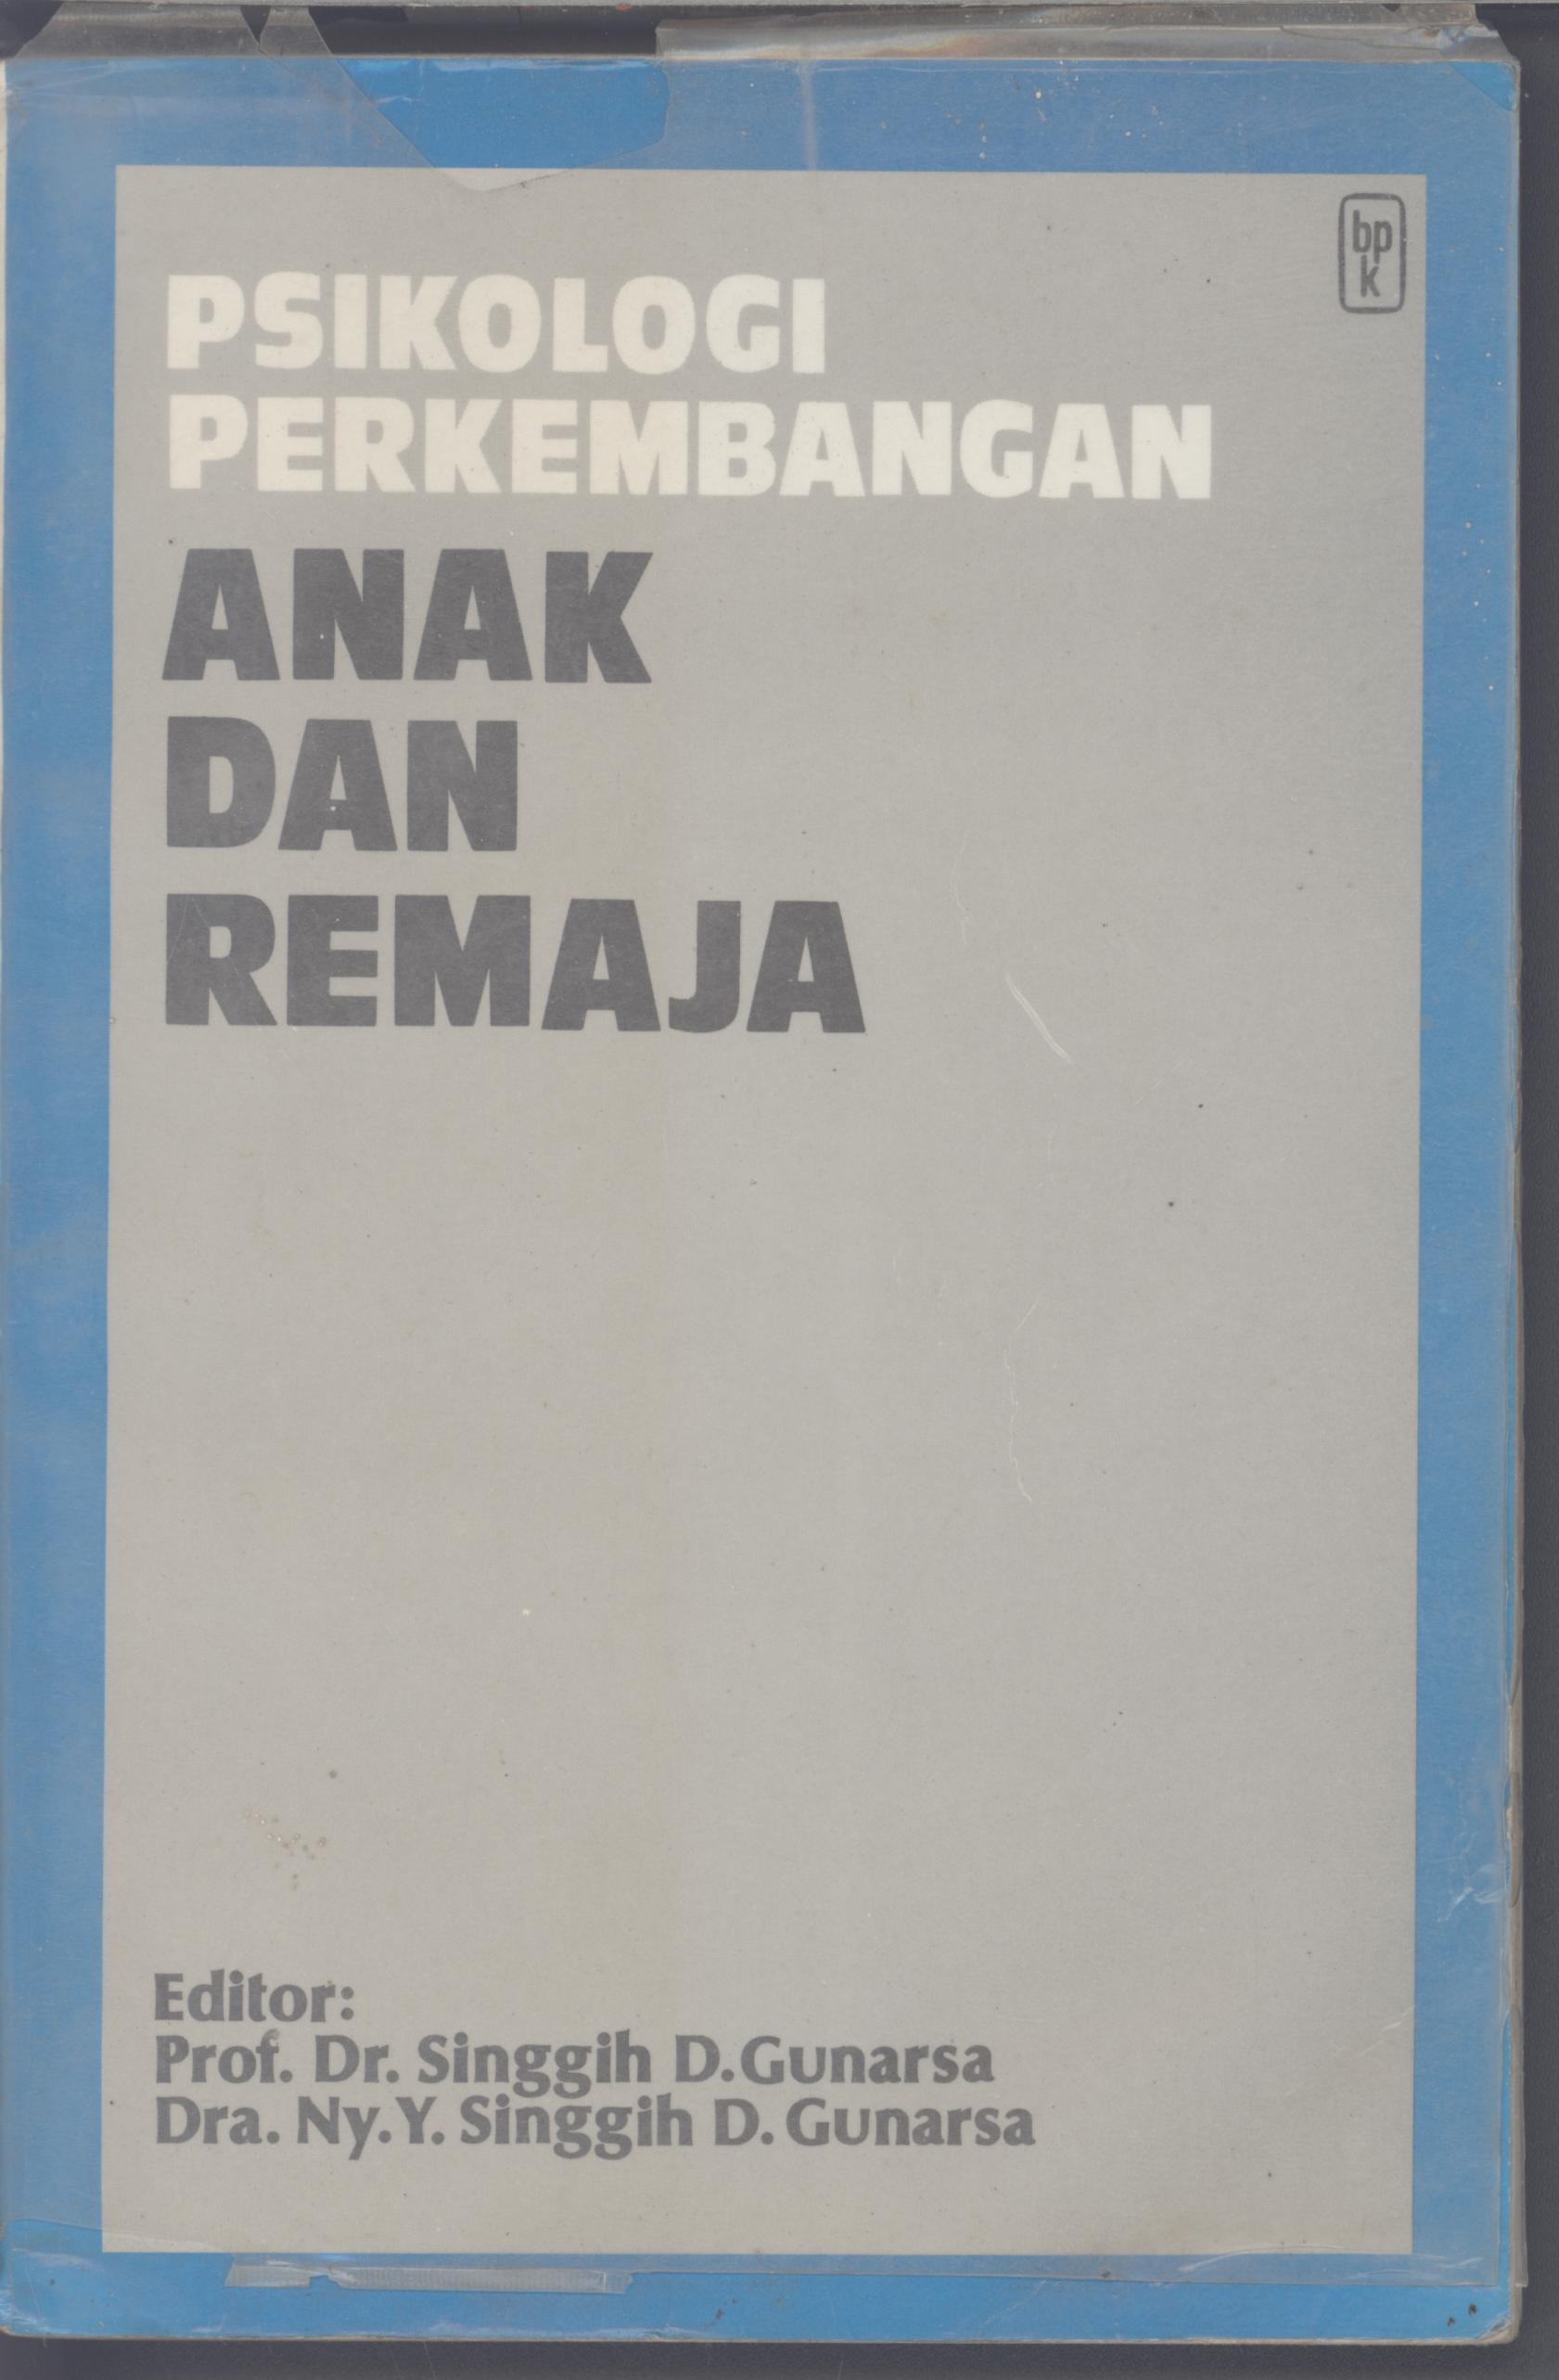 bp
k
PSIKOLOGI
PERKEMBANGAN
ANAK
DAN
REMAJA
Editor:
Prof. Dr. Singgih D.Gunarsa
Dra. Ny.Y. Singgih D. Gunarsa